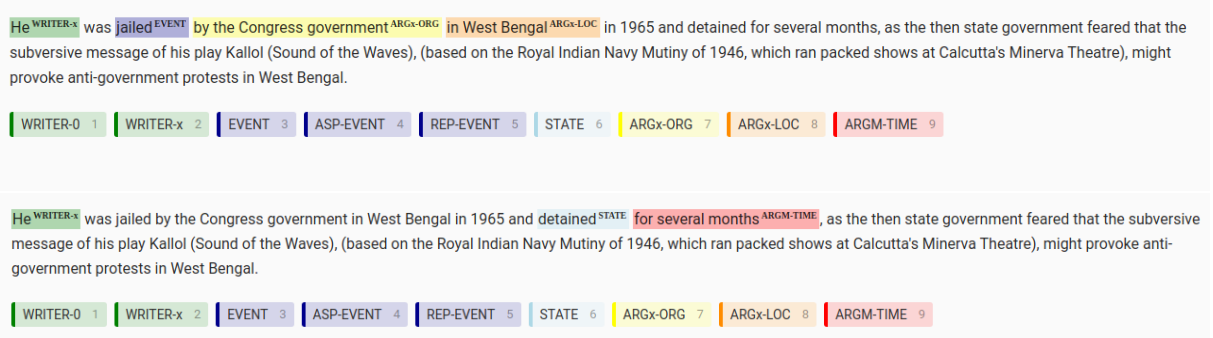 He WRITER-x was jailed EVENT by the Congress government ARGx-ORG in West Bengal ARGx-LOC in 1965 and detained for several months, as the then state government feared that the
subversive message of his play Kallol (Sound of the Waves), (based on the Royal Indian Navy Mutiny of 1946, which ran packed shows at Calcutta's Minerva Theatre), might
provoke anti-government protests in West Bengal.
WRITER-0 1 WRITER-x 2 EVENT 3 ASP-EVENT 4 REP-EVENT 5 STATE 6 ARGx-ORG 7 ARGx-LOC 8 ARGM-TIME 9
He WRITER-x was jailed by the Congress government in West Bengal in 1965 and detained STATE for several months ARGM-TIME, as the then state government feared that the subversive
message of his play Kallol (Sound of the Waves), (based on the Royal Indian Navy Mutiny of 1946, which ran packed shows at Calcutta's Minerva Theatre), might provoke anti-
government protests in West Bengal.
WRITER-0 1 WRITER-x 2 EVENT 3 ASP-EVENT 4 REP-EVENT 5 STATE 6 ARGx-ORG 7 ARGx-LOC 8 ARGM-TIME 9